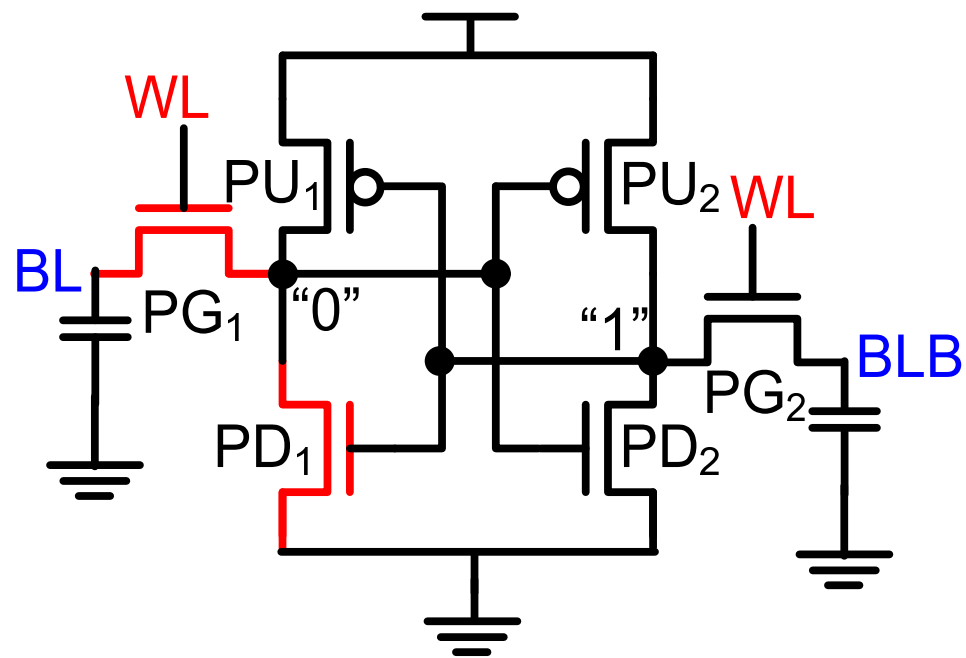 WL
PU₁
PU₂
WL
BL
PG₁
“0”
“1”
BLB
PG₂
PD₁
PD₂